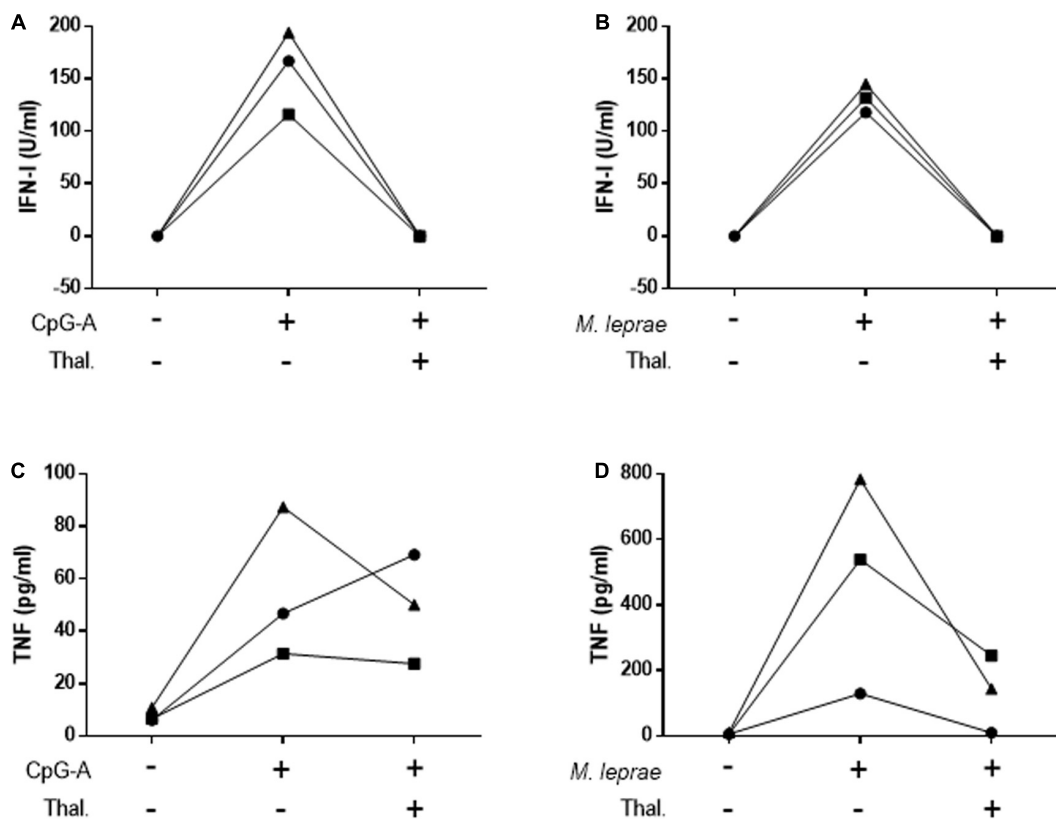 A
IFN-I (U/ml)
200
150
100
50
0
-50
CpG-A - + +
Thal. - - +
B
IFN-I (U/ml)
200
150
100
50
0
-50
M. leprae - + +
Thal. - - +
C
TNF (pg/ml)
100
80
60
40
20
0
CpG-A - + +
Thal. - - +
D
TNF (pg/ml)
800
600
400
200
0
M. leprae - + +
Thal. - - +